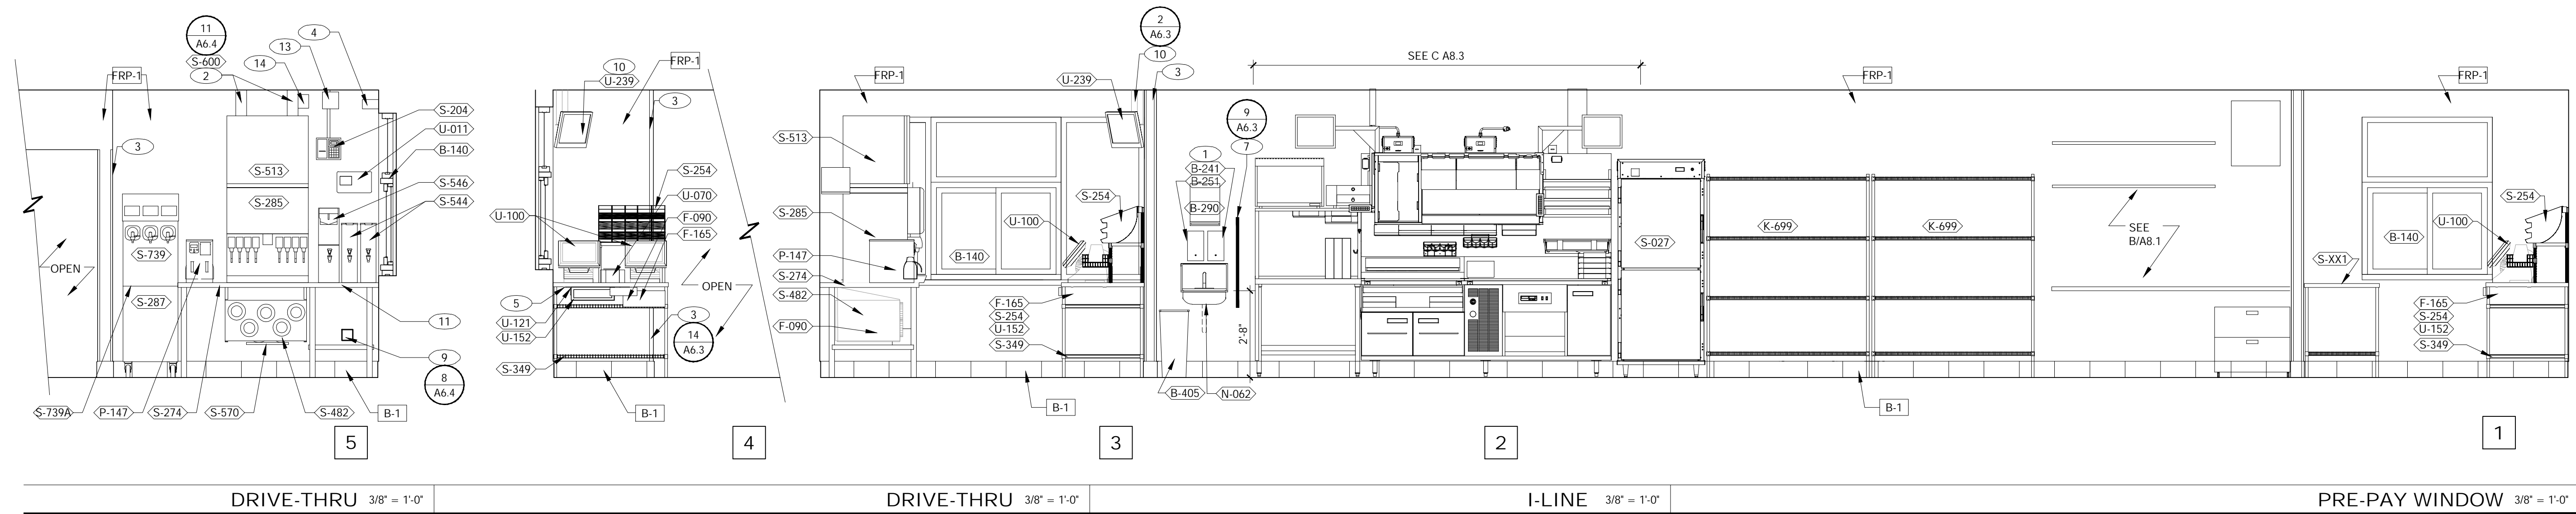 11
A6.4
S-600
2
13
14
4
FRP-1
3
S-204
U-011
B-140
S-546
S-544
S-513
S-285
S-739
S-287
OPEN
11
9
8
A6.4
S-739A
P-147
S-274
S-570
S-482
B-1
5
DRIVE-THRU 3/8" = 1'-0"
10
U-239
FRP-1
3
S-254
U-070
F-090
F-165
U-100
OPEN
5
U-121
U-152
S-349
3
14
A6.3
B-1
4
FRP-1
U-239
2
A6.3
10
3
S-513
S-285
P-147
S-274
S-482
F-090
B-140
U-100
S-254
F-165
S-254
U-152
S-349
B-1
3
DRIVE-THRU 3/8" = 1'-0"
SEE C A8.3
9
A6.3
7
1
B-241
B-251
B-290
2'-8"
B-405
N-062
S-027
K-699
K-699
FRP-1
SEE
B/A8.1
B-1
2
I-LINE 3/8" = 1'-0"
FRP-1
S-254
U-100
B-140
S-XX1
F-165
S-254
U-152
S-349
1
PRE-PAY WINDOW 3/8" = 1'-0"